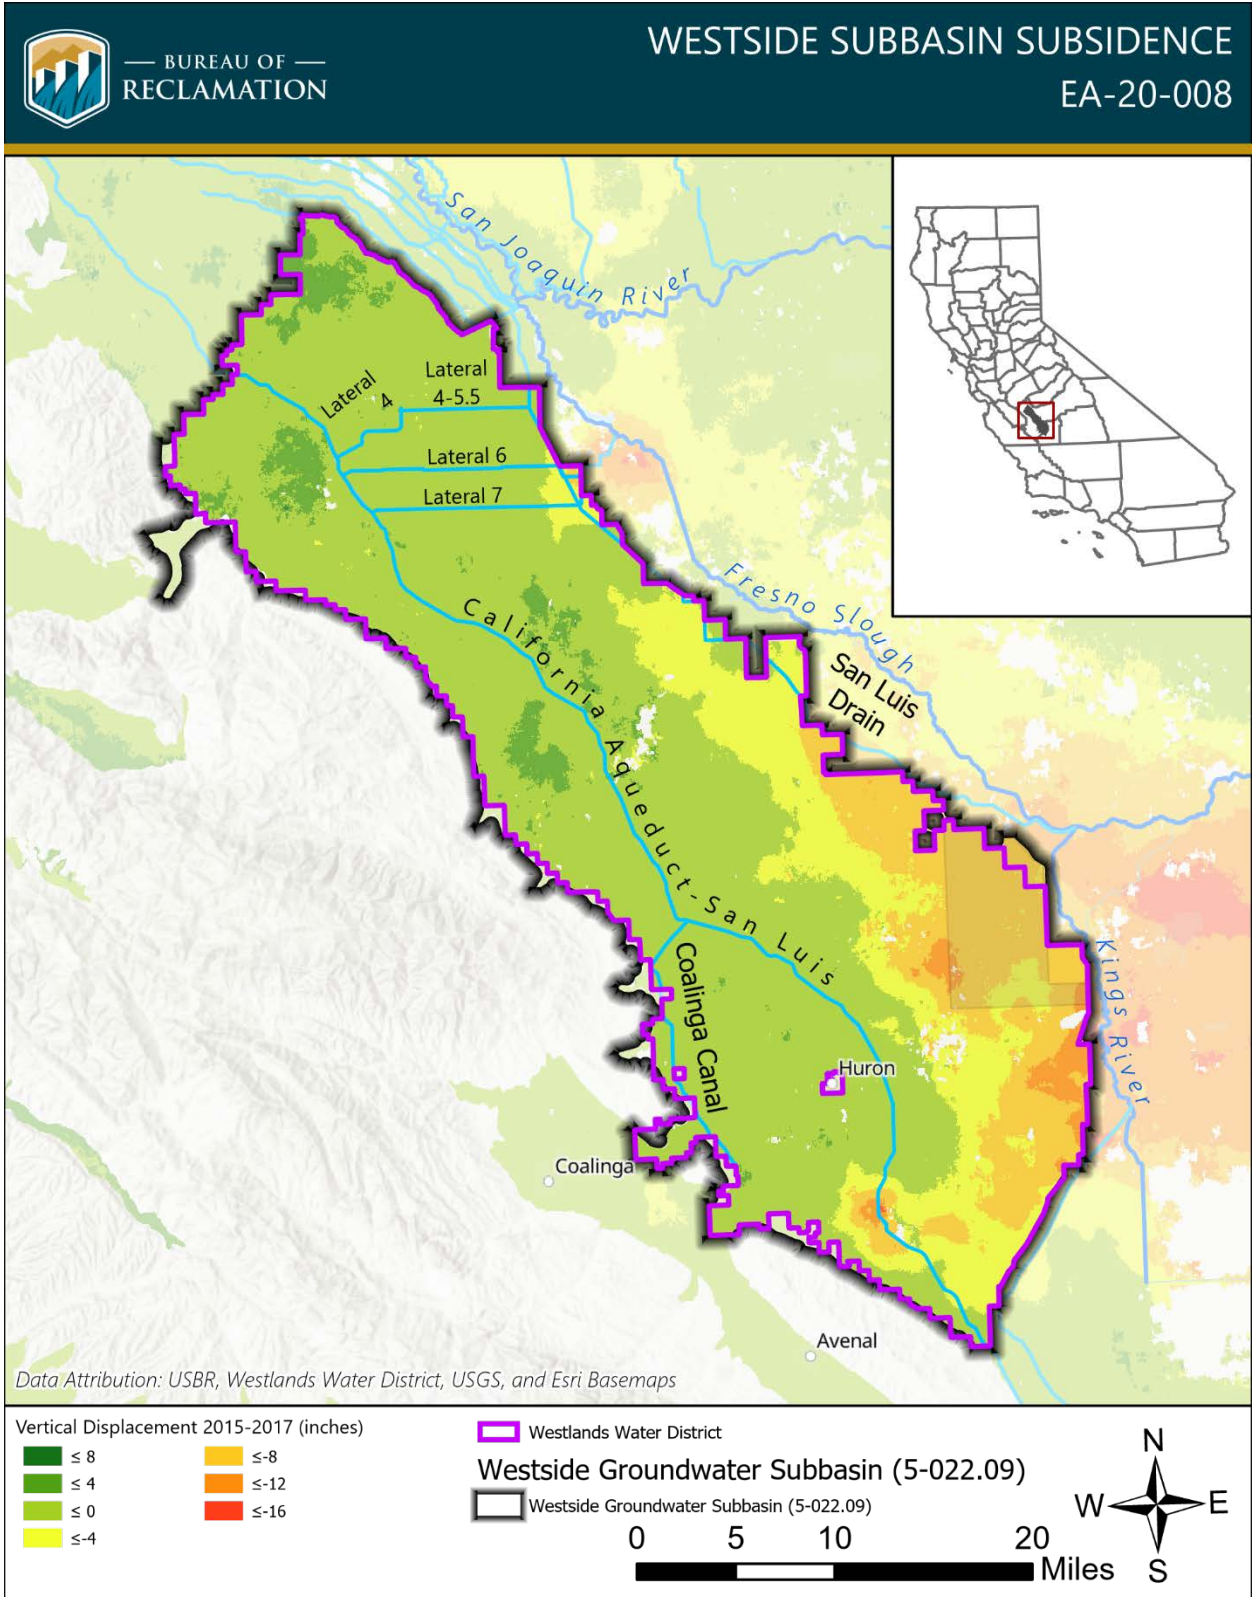 BUREAU OF
RECLAMATION
WESTSIDE SUBBASIN SUBSIDENCE
EA-20-008
San Joaquin River
Lateral
4
Lateral
4-5.5
Lateral 6
Lateral 7
Fresno Slough
San Luis
Drain
California Aqueduct-San Luis
Coalinga Canal
Kings River
Huron
Coalinga
Avenal
Data Attribution: USBR, Westlands Water District, USGS, and Esri Basemaps
Vertical Displacement 2015-2017 (inches)
≤ 8
≤ 4
≤ 0
≤-4
≤-8
≤-12
≤-16
Westlands Water District
Westside Groundwater Subbasin (5-022.09)
Westside Groundwater Subbasin (5-022.09)
0 5 10 20
Miles
N
W E
S